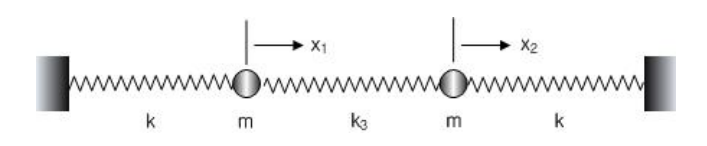 x₁ x₂
k m k₃ m k